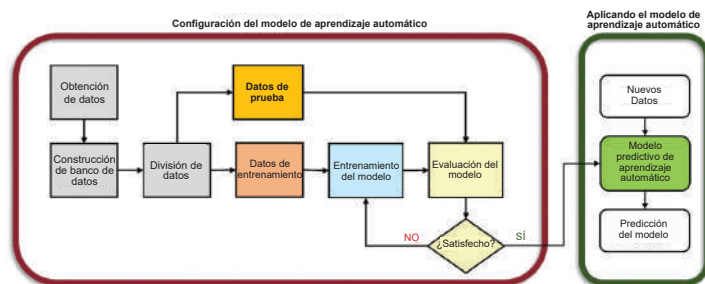 Configuración del modelo de aprendizaje automático
Aplicando el modelo de
aprendizaje automático
Obtención
de datos
Datos de
prueba
Nuevos
Datos
Construcción
de banco de
datos
División de
datos
Datos de
entrenamiento
Entrenamiento
del modelo
Evaluación del
modelo
Modelo
predictivo de
aprendizaje
automático
¿Satisfecho?
NO
SÍ
Predicción
del modelo